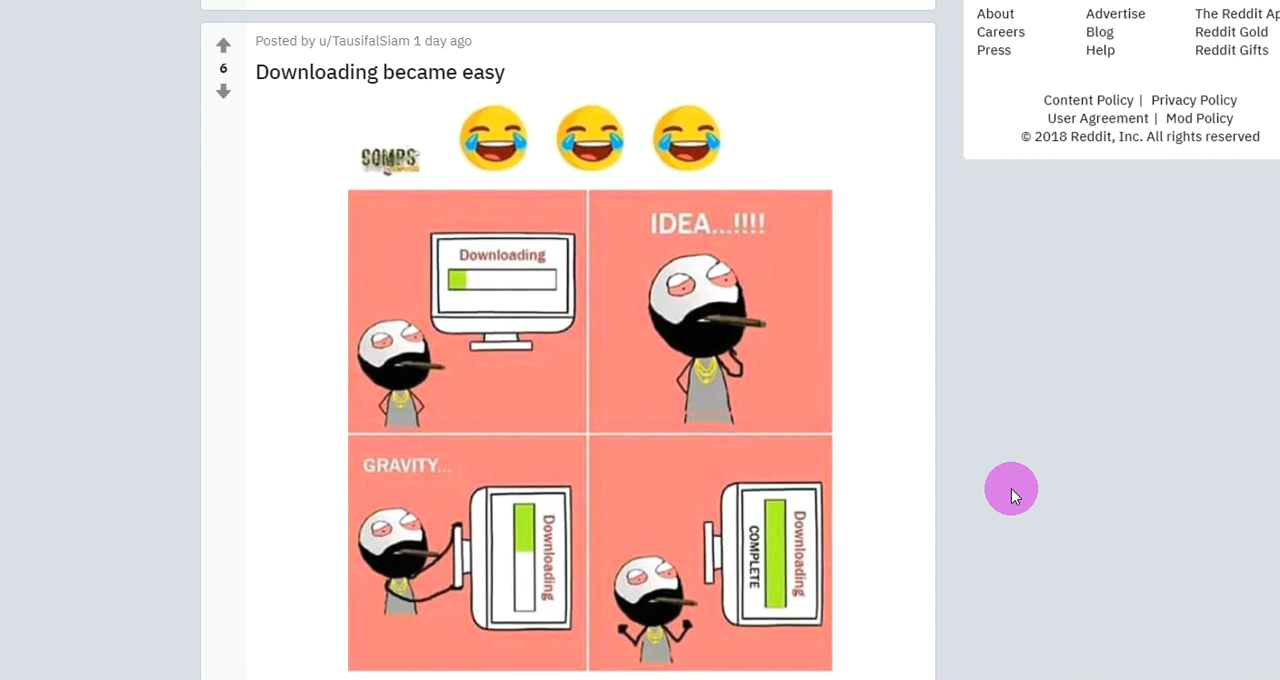 About
Advertise
The Reddit Ap
Careers
Blog
Reddit Gold
Press
Help
Reddit Gifts
Content Policy | Privacy Policy
User Agreement | Mod Policy
© 2018 Reddit, Inc. All rights reserved
Posted by u/TausifalSiam 1 day ago
6
Downloading became easy
SOMPS
Downloading
IDEA...!!!!
GRAVITY...
Downloading
Downloading
COMPLETE